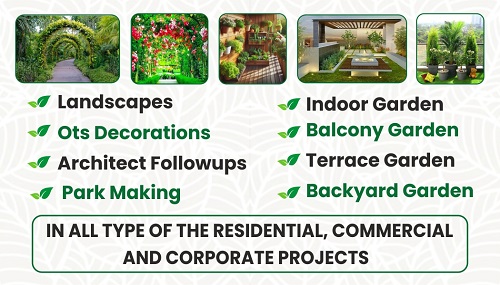 Landscapes
Ots Decorations
Architect Followups
Park Making
Indoor Garden
Balcony Garden
Terrace Garden
Backyard Garden
IN ALL TYPE OF THE RESIDENTIAL, COMMERCIAL
AND CORPORATE PROJECTS